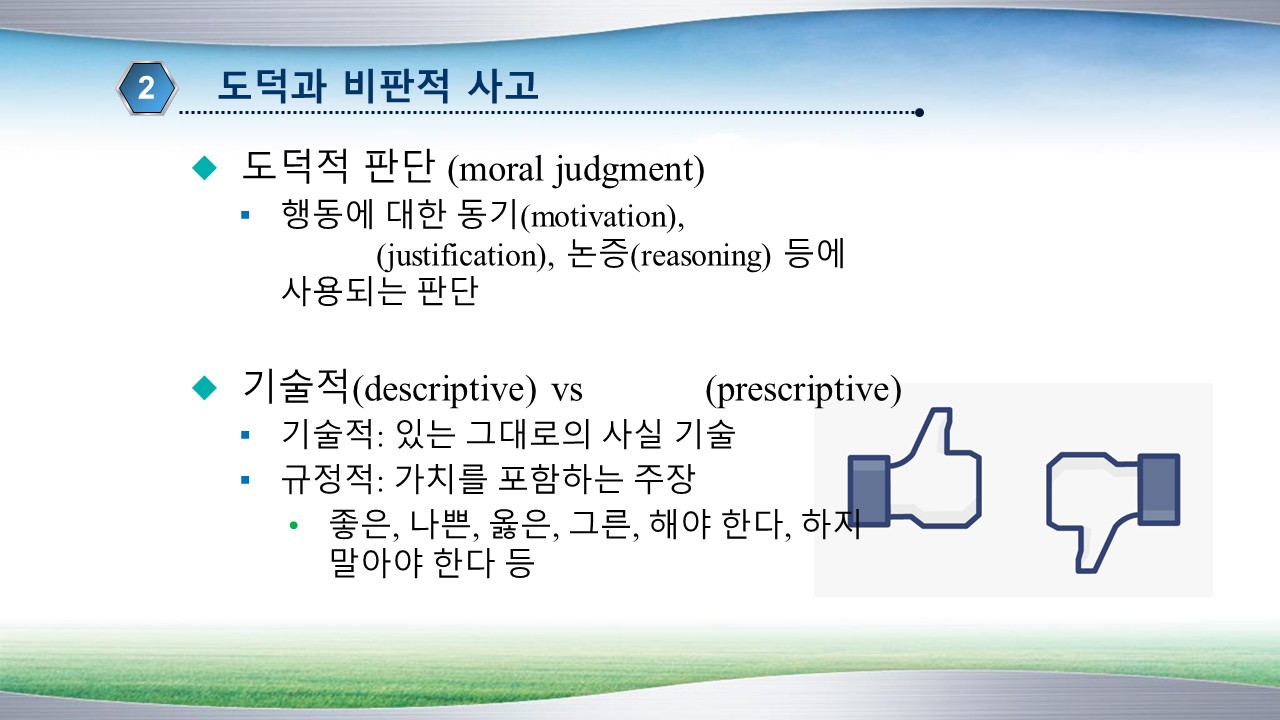 2
도덕과 비판적 사고
도덕적 판단 (moral judgment)
행동에 대한 동기(motivation),
(justification), 논증(reasoning) 등에
사용되는 판단
기술적(descriptive) vs (prescriptive)
기술적: 있는 그대로의 사실 기술
규정적: 가치를 포함하는 주장
좋은, 나쁜, 옳은, 그른, 해야 한다, 하지
말아야 한다 등